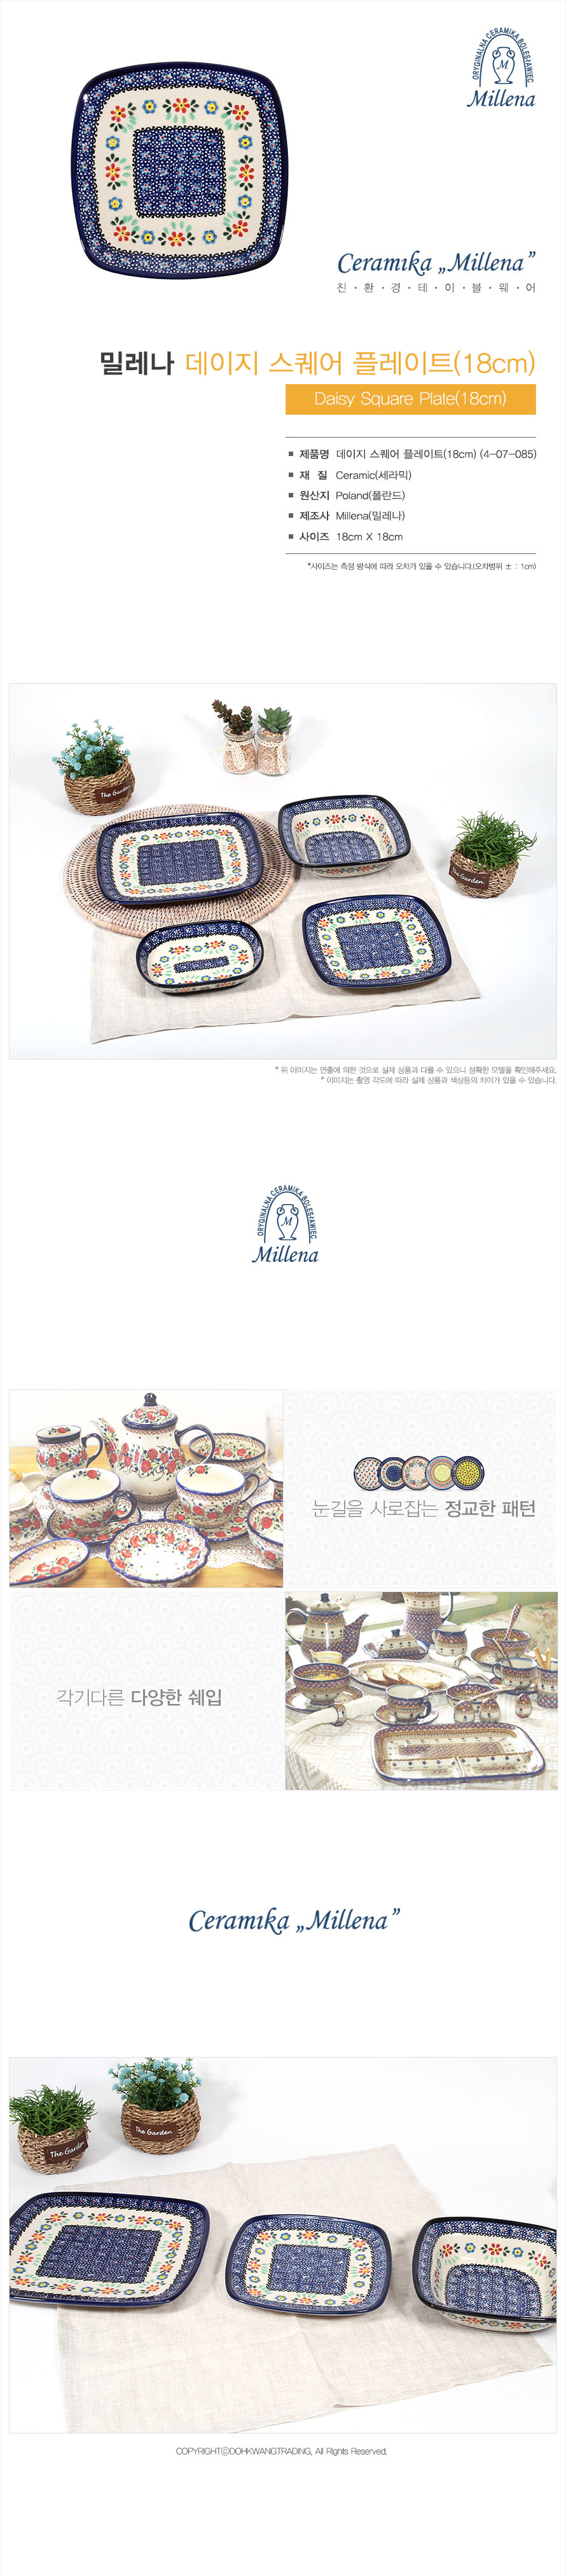 ORYGINALNA CERAMIKA BOLESŁAWIEC
M
Millena
Ceramika „Millena”
친 · 환 · 경 · 테 · 이 · 블 · 웨 · 어
밀레나 데이지 스퀘어 플레이트(18cm)
Daisy Square Plate(18cm)
■ 제품명 데이지 스퀘어 플레이트(18cm) (4-07-085)
■ 재 질 Ceramic(세라믹)
■ 원산지 Poland(폴란드)
■ 제조사 Millena(밀레나)
■ 사이즈 18cm X 18cm
*사이즈는 측정 방식에 따라 오차가 있을 수 있습니다.(오차범위 ± : 1cm)
The Garden
The Garden
* 위 이미지는 연출에 의한 것으로 실제 상품과 다를 수 있으니 정확한 모델을 확인해주세요.
* 이미지는 촬영 각도에 따라 실제 상품과 색상등의 차이가 있을 수 있습니다.
ORYGINALNA CERAMIKA BOLESŁAWIEC
M
Millena
눈길을 사로잡는 정교한 패턴
각기다른 다양한 쉐입
Ceramika „Millena”
The Garden
The Garden
COPYRIGHTⓒDOHKWANGTRADING, All Rights Reserved.